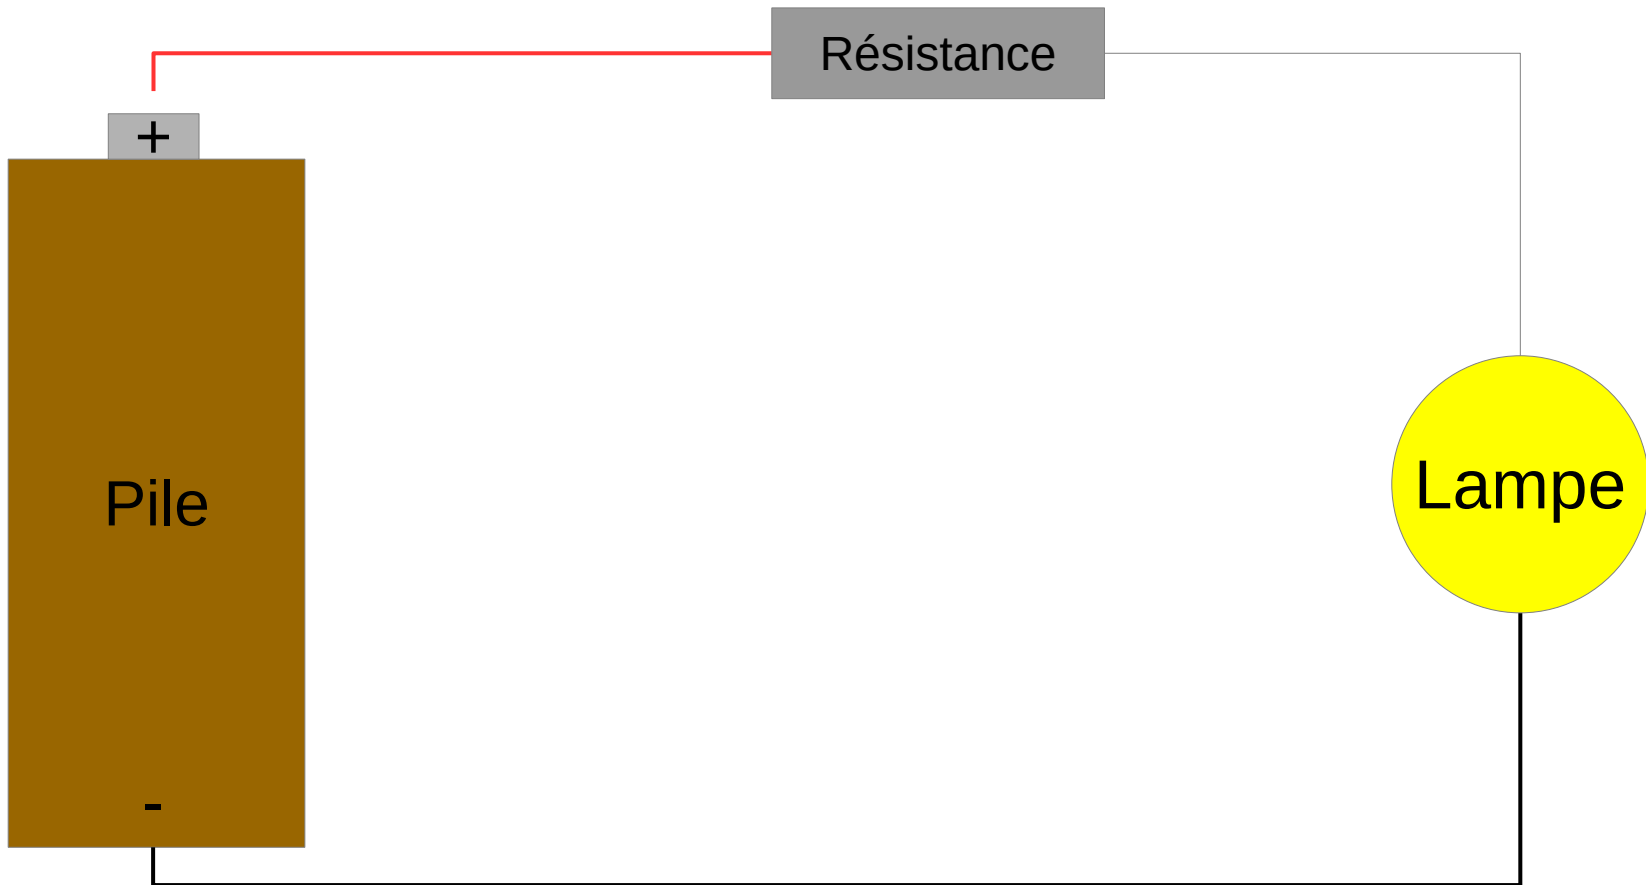 Résistance
+
Pile
Lampe
-